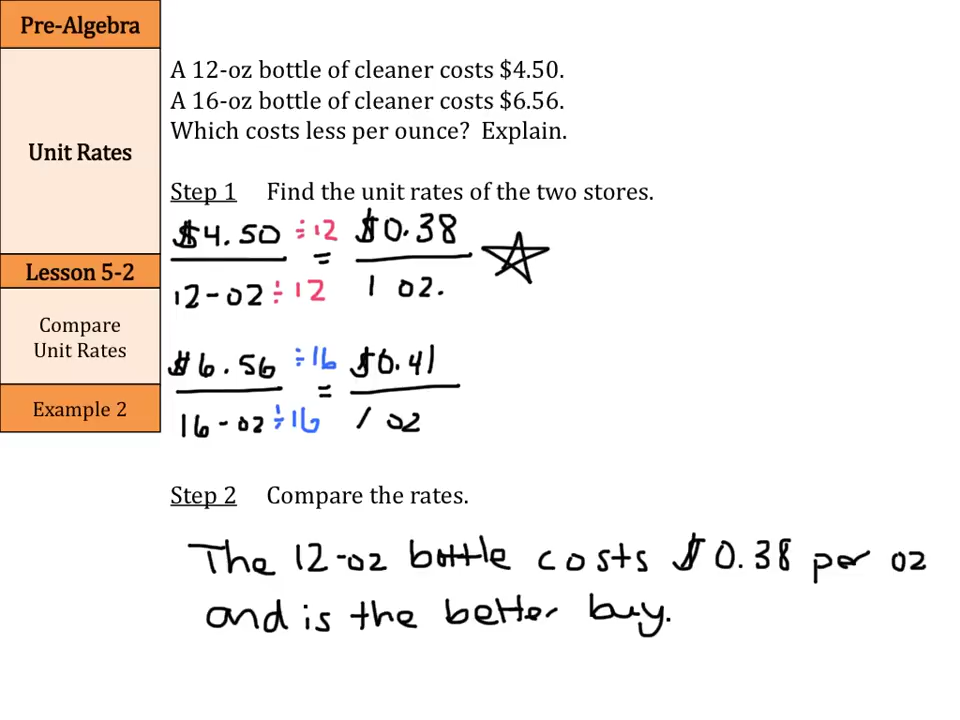 Pre-Algebra
Unit Rates
Lesson 5-2
Compare
Unit Rates
Example 2
A 12-oz bottle of cleaner costs $4.50.
A 16-oz bottle of cleaner costs $6.56.
Which costs less per ounce? Explain.
Step 1 Find the unit rates of the two stores.
$4.50 ÷12 = $0.38
12-oz ÷12 1 oz.
$6.56 ÷16 = $0.41
16-oz ÷16 1 oz
Step 2 Compare the rates.
The 12-oz bottle costs $0.38 per oz
and is the better buy.